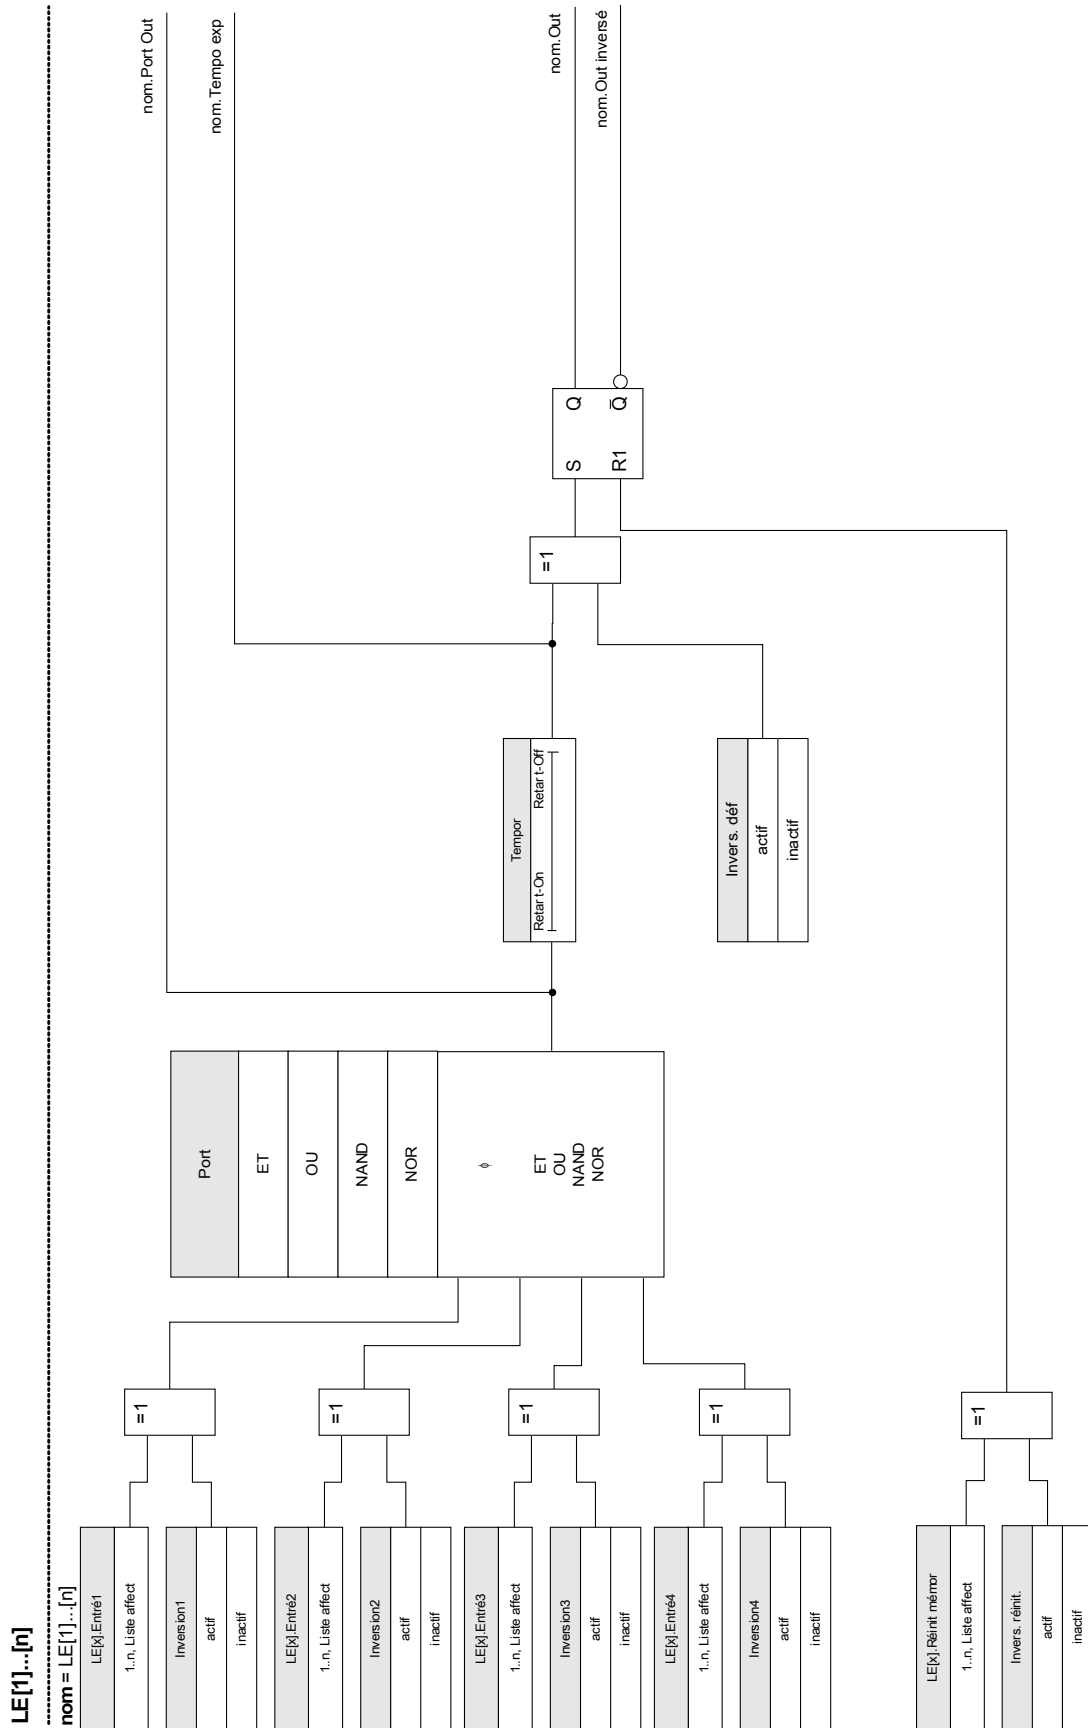 LE[1]...[n]
nom = LE[1]...[n]
LE[x].Entré1
1..n, Liste affect
Inversion1
actif
inactif
LE[x].Entré2
1..n, Liste affect
Inversion2
actif
inactif
LE[x].Entré3
1..n, Liste affect
Inversion3
actif
inactif
LE[x].Entré4
1..n, Liste affect
Inversion4
actif
inactif
LE[x].Réinit mémor
1..n, Liste affect
Invers. réinit.
actif
inactif
=1
=1
=1
=1
=1
Port
ET
OU
NAND
NOR
ϕ
ET
OU
NAND
NOR
Tempor
Retart-On
Retart-Off
Invers. déf
actif
inactif
=1
S
Q
R1
Q̅
nom.Port Out
nom.Tempo exp
nom.Out
nom.Out inversé